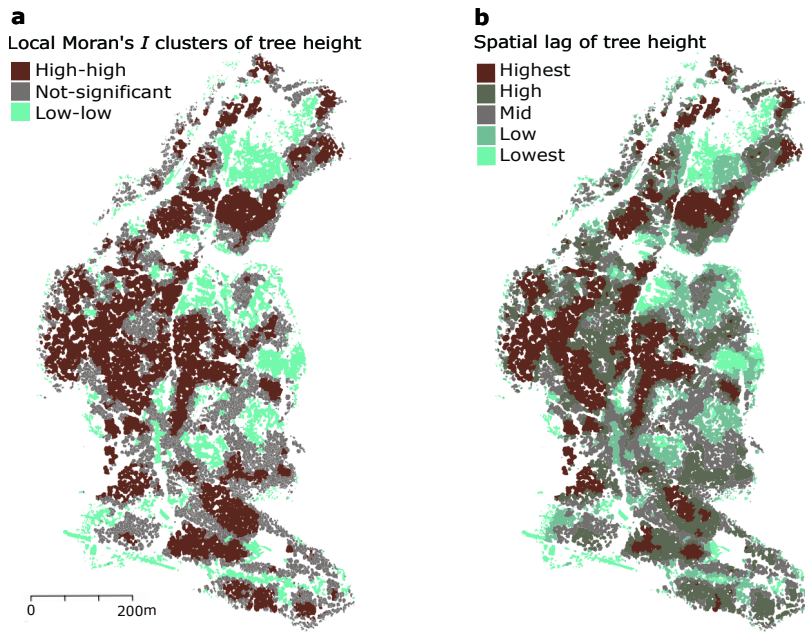 a
Local Moran's I clusters of tree height
High-high
Not-significant
Low-low
0 200m
b
Spatial lag of tree height
Highest
High
Mid
Low
Lowest